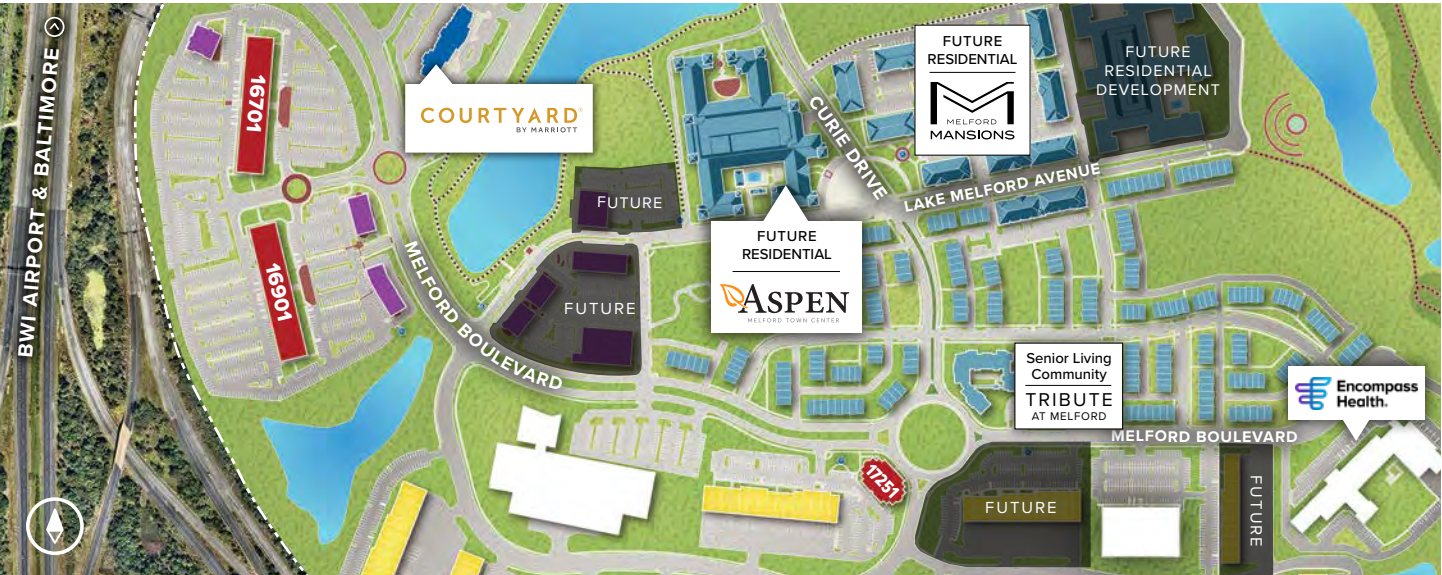 BWI AIRPORT & BALTIMORE
16701
16901
COURTYARD®
BY MARRIOTT
MELFORD BOULEVARD
FUTURE
FUTURE
CURIE DRIVE
FUTURE
RESIDENTIAL
ASPEN
MELFORD TOWN CENTER
FUTURE
RESIDENTIAL
MELFORD
MANSIONS
FUTURE
RESIDENTIAL
DEVELOPMENT
LAKE MELFORD AVENUE
Senior Living
Community
TRIBUTE
AT MELFORD
Encompass
Health.
MELFORD BOULEVARD
17251
FUTURE
FUTURE